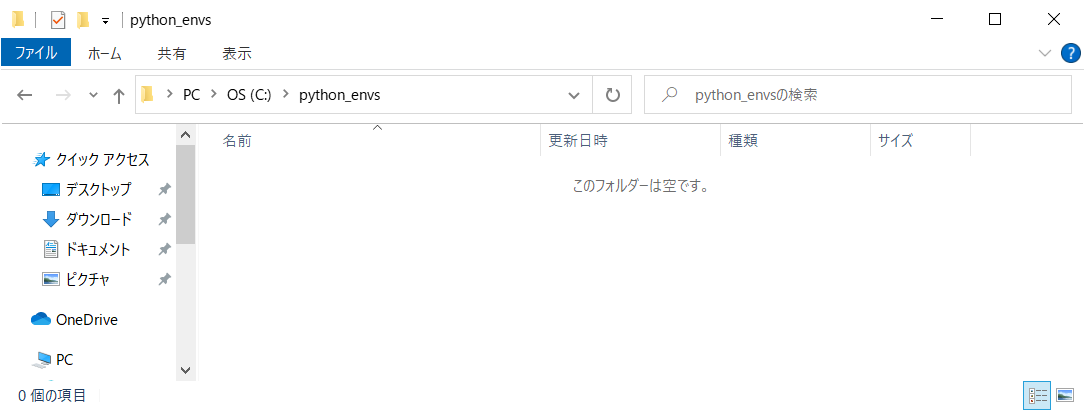 python_envs
ファイル ホーム 共有 表示
PC OS (C:) python_envs python_envsの検索
名前 更新日時 種類 サイズ
このフォルダーは空です。
クイック アクセス
デスクトップ
ダウンロード
ドキュメント
ピクチャ
OneDrive
PC
0 個の項目